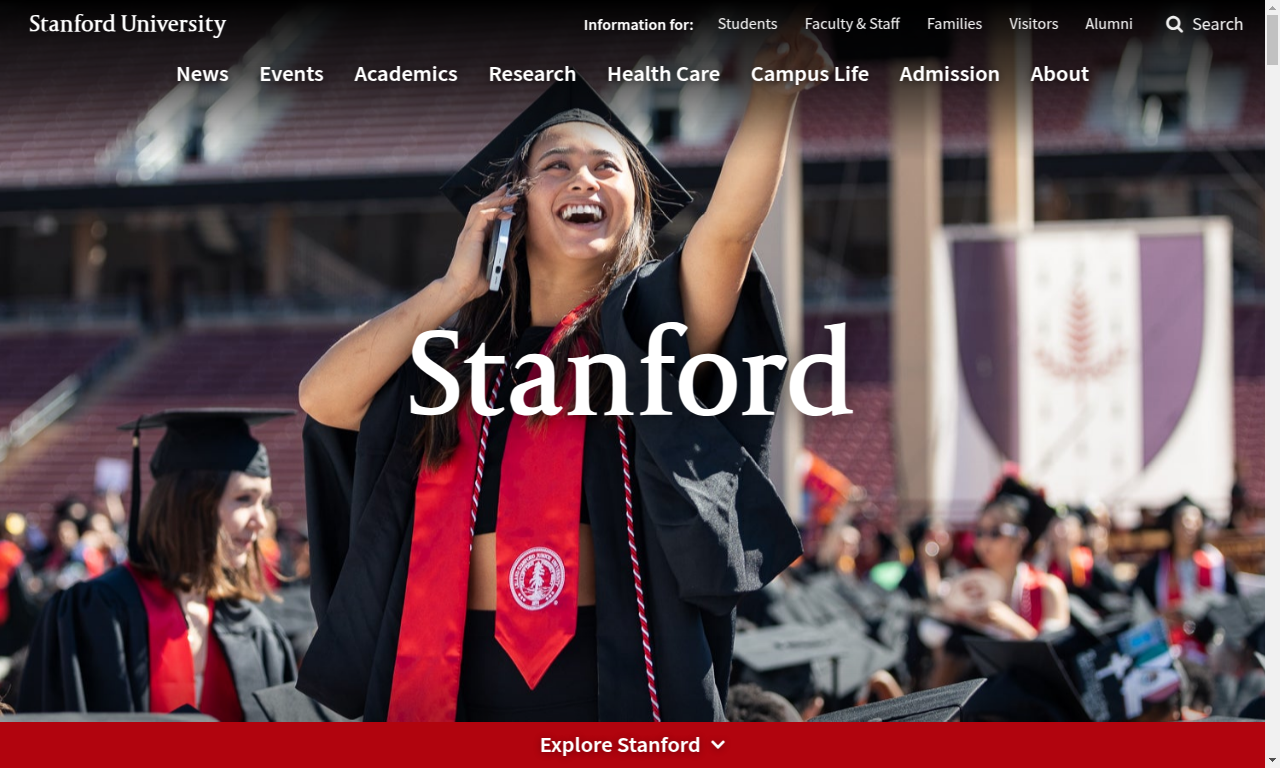 Stanford University
Information for: Students Faculty & Staff Families Visitors Alumni Search
News Events Academics Research Health Care Campus Life Admission About
Stanford
Explore Stanford